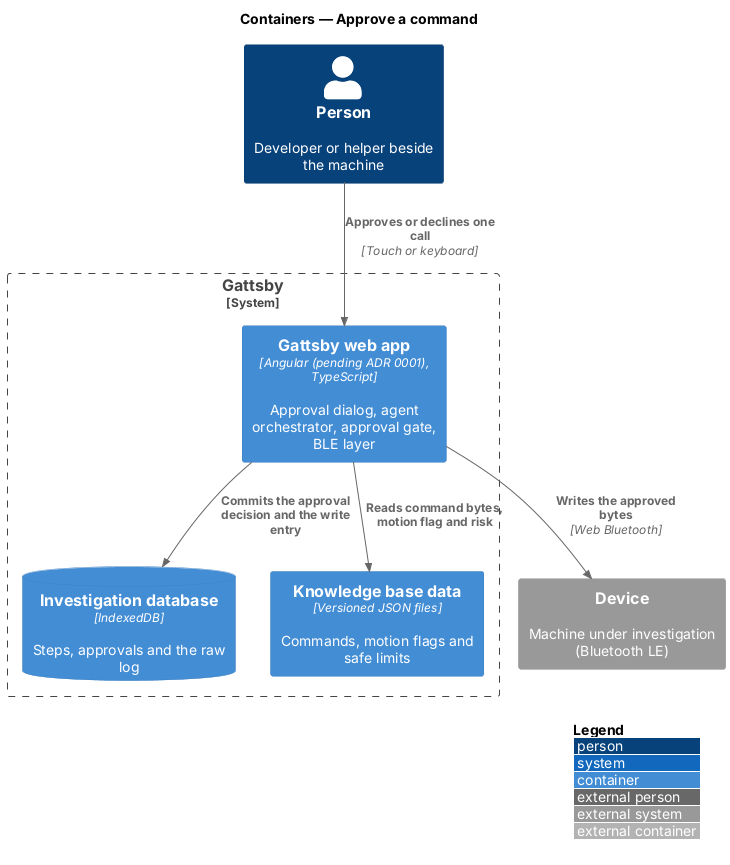 Containers — Approve a command
Person
Developer or helper beside
the machine
Approves or declines one
call
[Touch or keyboard]
Gattsby
[System]
Gattsby web app
[Angular (pending ADR 0001),
TypeScript]
Approval dialog, agent
orchestrator, approval gate,
BLE layer
Commits the approval
decision and the write
entry
Reads command bytes,
motion flag and risk
Writes the approved
bytes
[Web Bluetooth]
Investigation database
[IndexedDB]
Steps, approvals and the raw
log
Knowledge base data
[Versioned JSON files]
Commands, motion flags and
safe limits
Device
Machine under investigation
(Bluetooth LE)
Legend
person
system
container
external person
external system
external container